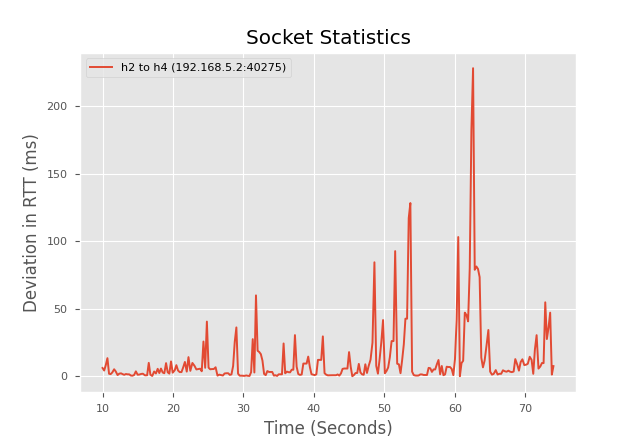 Socket Statistics
h2 to h4 (192.168.5.2:40275)
Deviation in RTT (ms)
200
150
100
50
0
10 20 30 40 50 60 70
Time (Seconds)